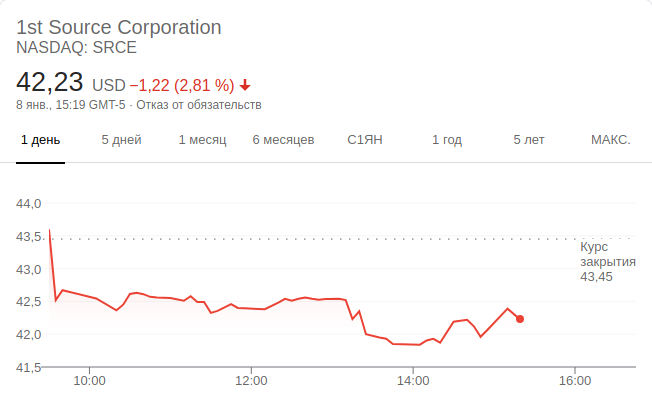 1st Source Corporation
NASDAQ: SRCE
42,23 USD −1,22 (2,81 %)
8 янв., 15:19 GMT-5 · Отказ от обязательств
1 день 5 дней 1 месяц 6 месяцев С1ЯН 1 год 5 лет МАКС.
44,0
43,5
Курс
закрытия
43,45
43,0
42,5
42,0
41,5
10:00 12:00 14:00 16:00